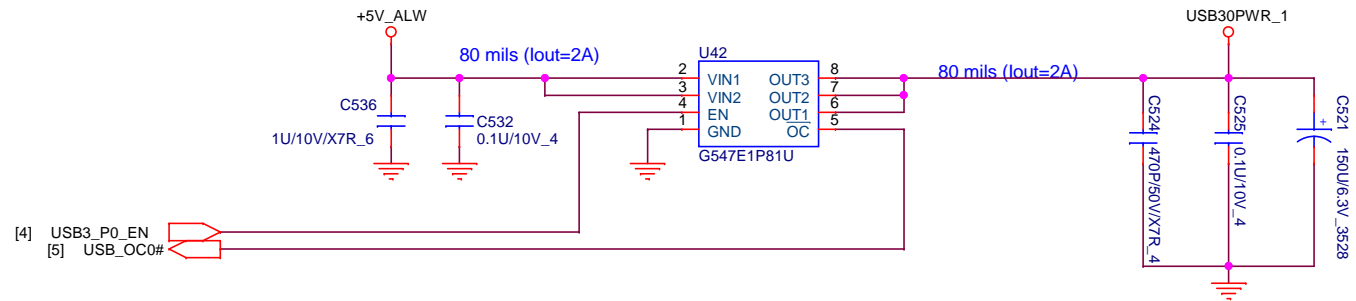 +5V_ALW
USB30PWR_1
80 mils (Iout=2A)
U42
2 VIN1 OUT3 8
3 VIN2 OUT2 7
4 EN OUT1 6
1 GND OC 5
G547E1P81U
80 mils (Iout=2A)
C536
1U/10V/X7R_6
C532
0.1U/10V_4
C524
470P/50V/X7R_4
C525
0.1U/10V_4
+
C521
150U/6.3V_3528
[4] USB3_P0_EN
[5] USB_OC0#